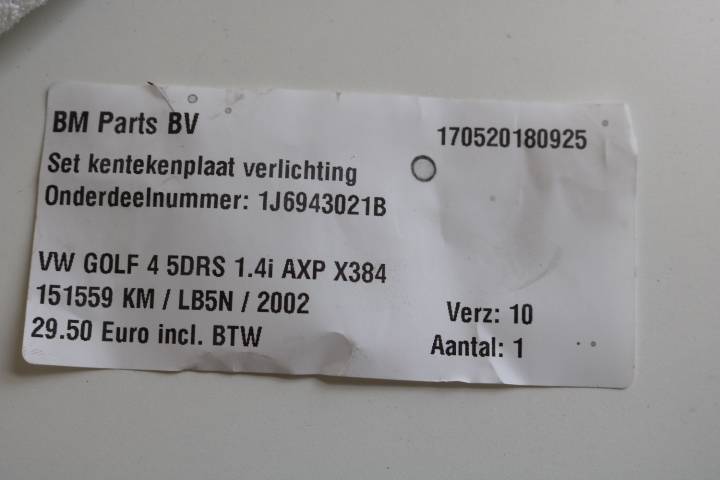 BM Parts BV
170520180925
Set kentekenplaat verlichting
Onderdeelnummer: 1J6943021B
VW GOLF 4 5DRS 1.4i AXP X384
151559 KM / LB5N / 2002
Verz: 10
29.50 Euro incl. BTW
Aantal: 1